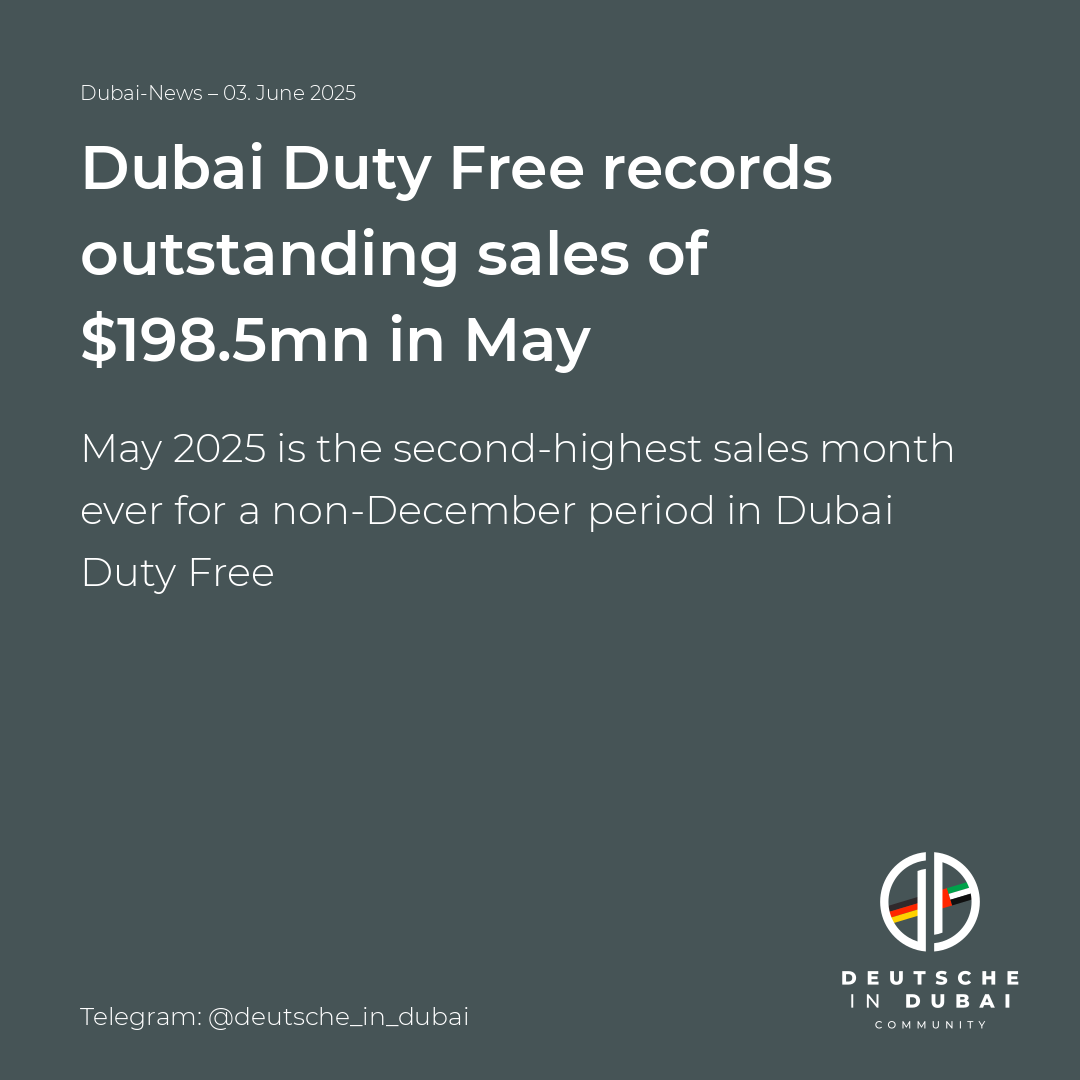 Dubai-News – 03. June 2025
Dubai Duty Free records
outstanding sales of
$198.5mn in May
May 2025 is the second-highest sales month
ever for a non-December period in Dubai
Duty Free
DEUTSCHE
IN DUBAI
COMMUNITY
Telegram: @deutsche_in_dubai